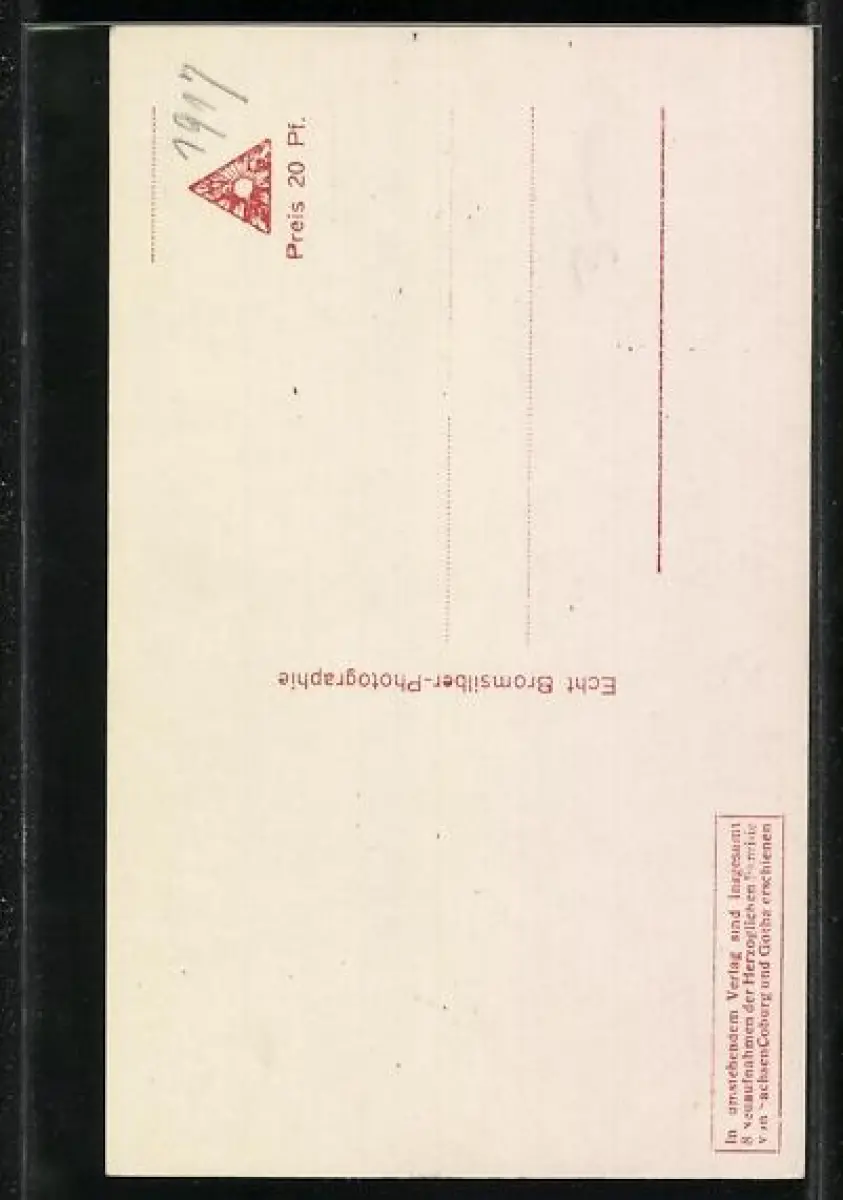 1917
Preis 20 Pf.
Echt Bromsilber-Photographie
In umstehendem Verlag sind insgesamt
8 Neuaufnahmen der Herzoglichen Familie
von Sachsen Coburg und Gotha erschienen